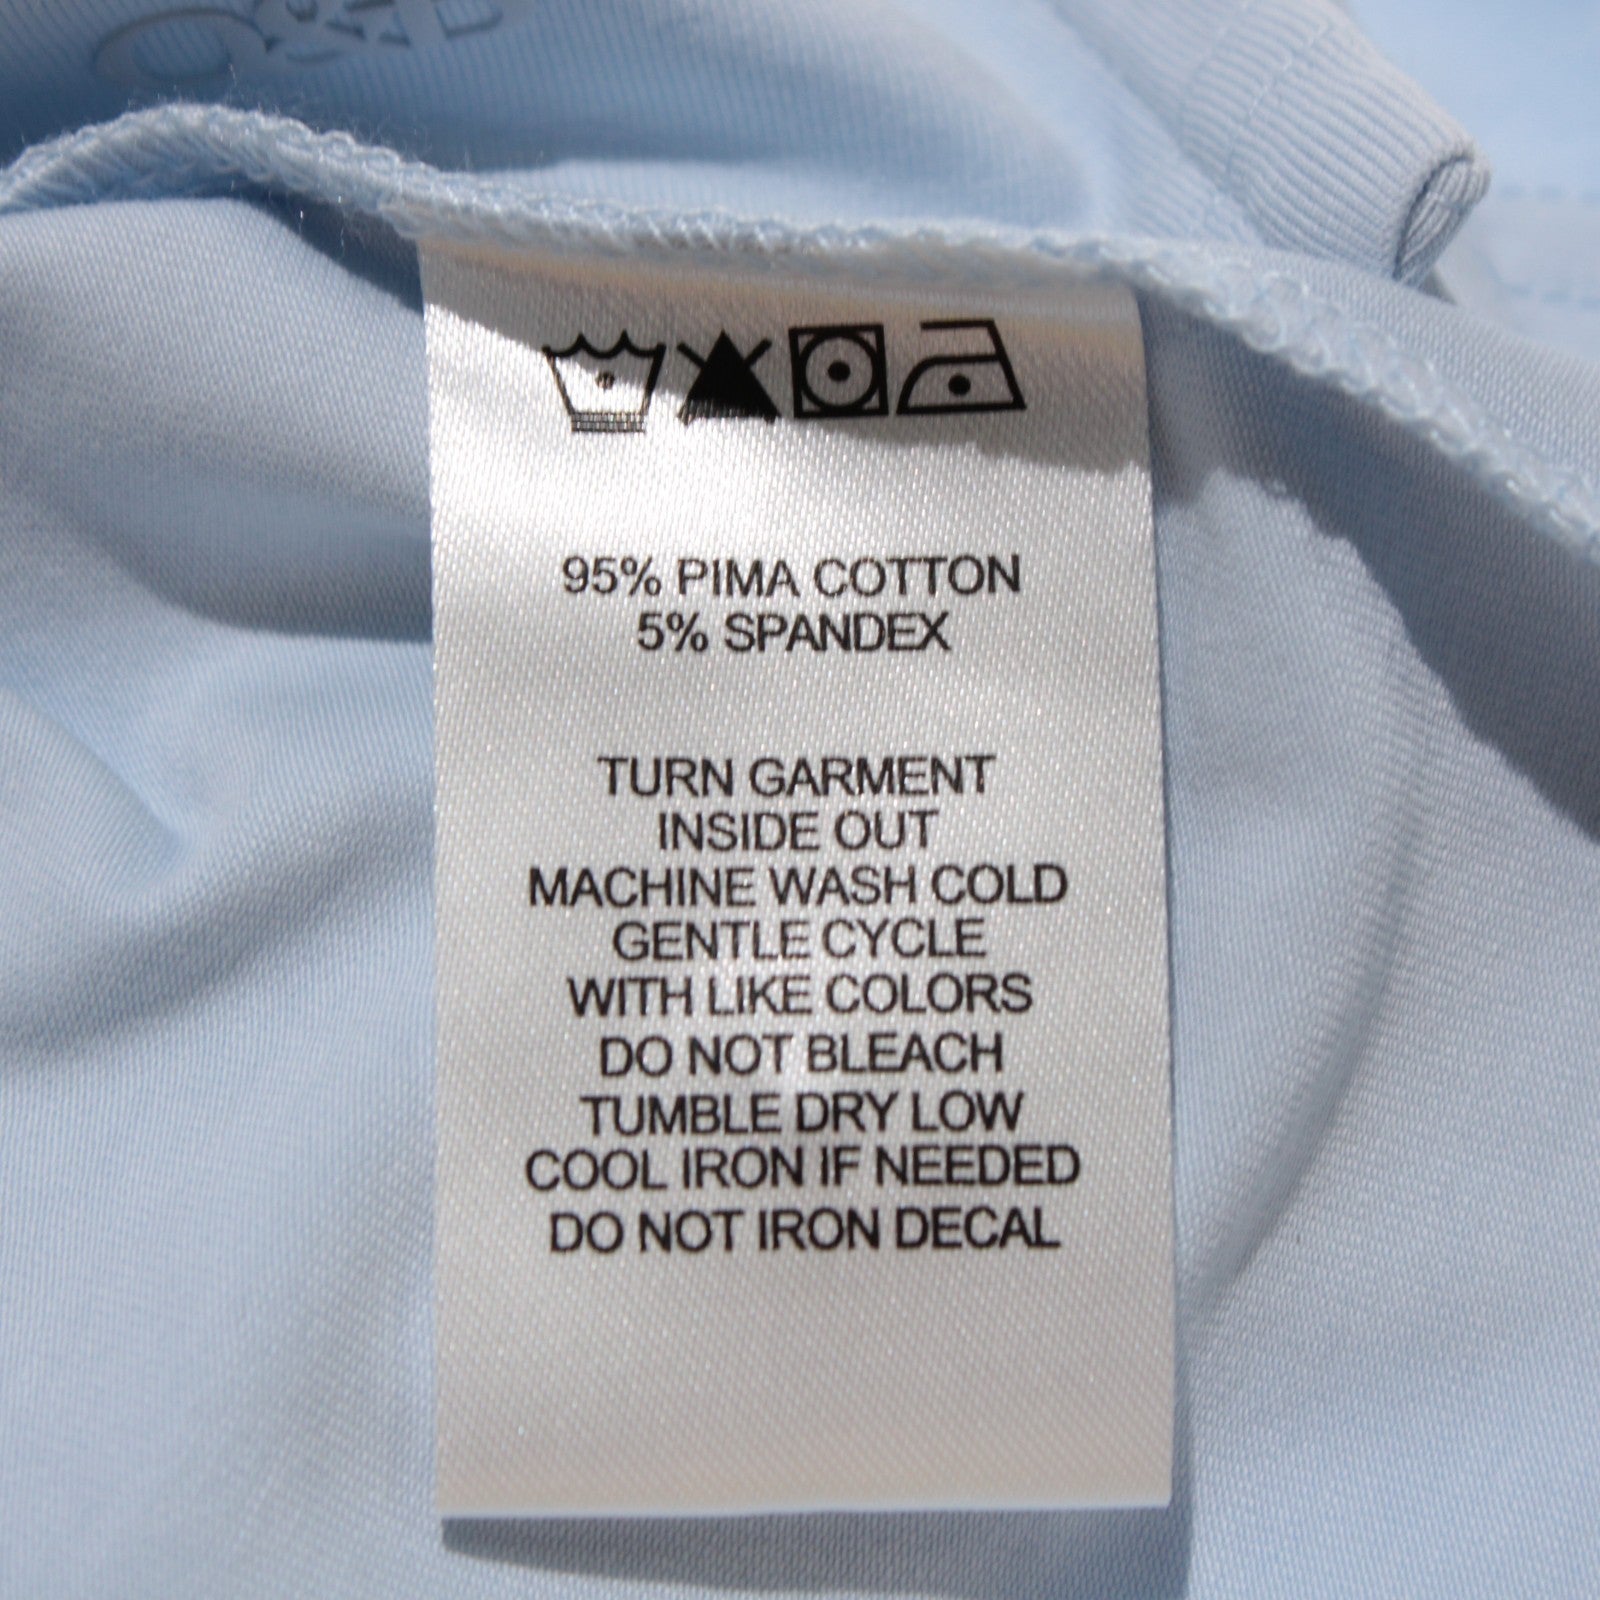 95% PIMA COTTON
5% SPANDEX
TURN GARMENT
INSIDE OUT
MACHINE WASH COLD
GENTLE CYCLE
WITH LIKE COLORS
DO NOT BLEACH
TUMBLE DRY LOW
COOL IRON IF NEEDED
DO NOT IRON DECAL